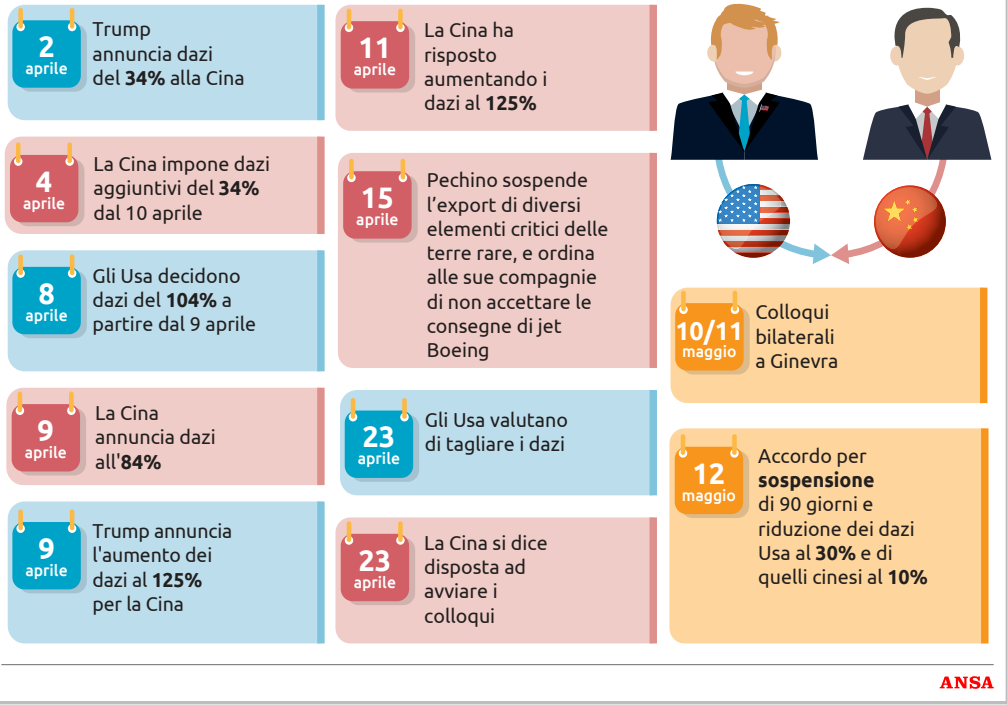 2
aprile
Trump
annuncia dazi
del 34% alla Cina
4
aprile
La Cina impone dazi
aggiuntivi del 34%
dal 10 aprile
8
aprile
Gli Usa decidono
dazi del 104% a
partire dal 9 aprile
9
aprile
La Cina
annuncia dazi
all'84%
9
aprile
Trump annuncia
l'aumento dei
dazi al 125%
per la Cina
11
aprile
La Cina ha
risposto
aumentando i
dazi al 125%
15
aprile
Pechino sospende
l’export di diversi
elementi critici delle
terre rare, e ordina
alle sue compagnie
di non accettare le
consegne di jet
Boeing
23
aprile
Gli Usa valutano
di tagliare i dazi
23
aprile
La Cina si dice
disposta ad
avviare i
colloqui
10/11
maggio
Colloqui
bilaterali
a Ginevra
12
maggio
Accordo per
sospensione
di 90 giorni e
riduzione dei dazi
Usa al 30% e di
quelli cinesi al 10%
ANSA